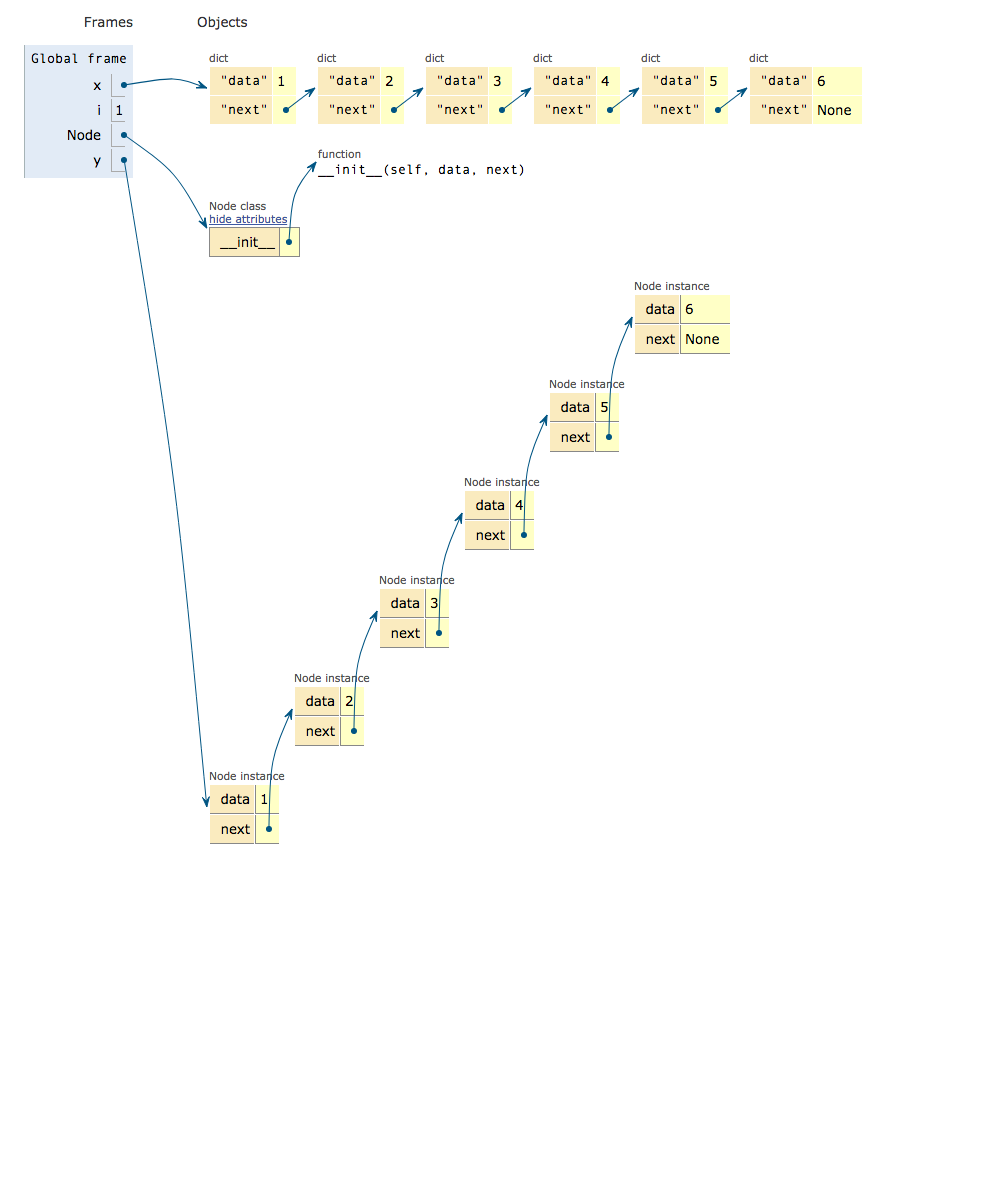 Frames Objects
Global frame
x
i 1
Node
y
dict dict dict dict dict dict
"data" 1 "data" 2 "data" 3 "data" 4 "data" 5 "data" 6
"next" "next" "next" "next" "next" "next" None
function
__init__(self, data, next)
Node class
hide attributes
__init__
Node instance
data 6
next None
Node instance
data 5
next
Node instance
data 4
next
Node instance
data 3
next
Node instance
data 2
next
Node instance
data 1
next